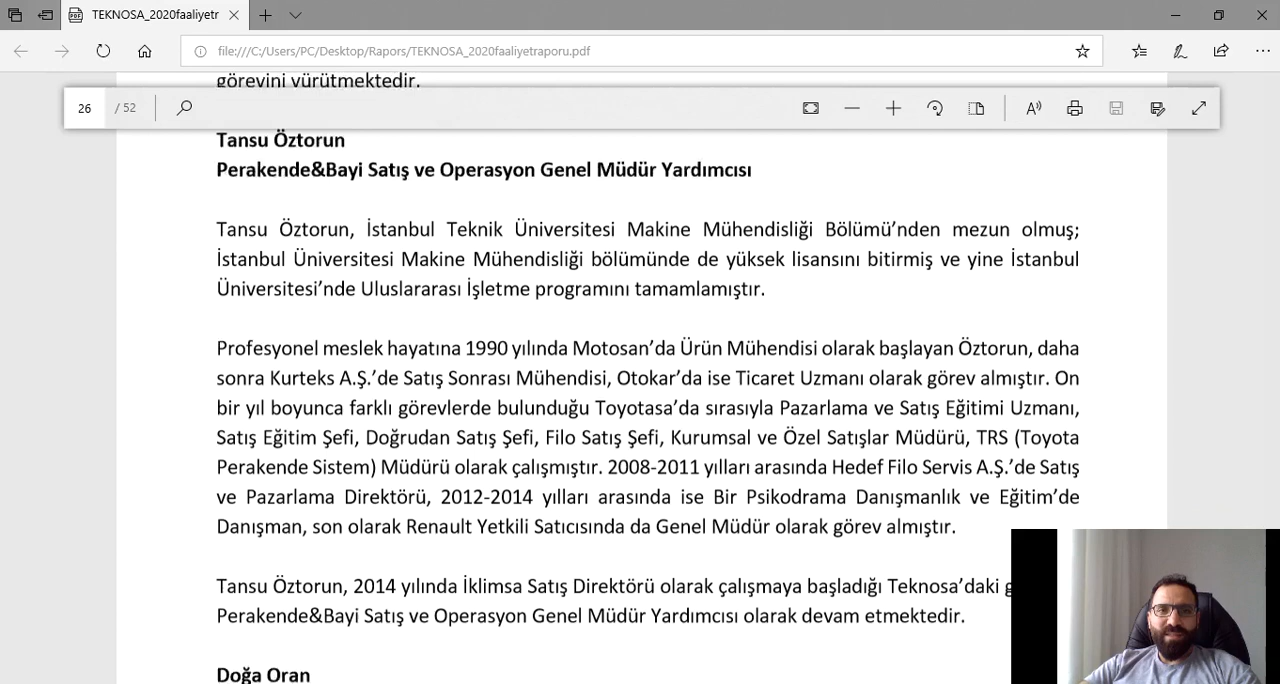 TEKNOSA_2020faaliyetr
file:///C:/Users/PC/Desktop/Rapors/TEKNOSA_2020faaliyetraporu.pdf
görevini yürütmektedir.
26 / 52
Tansu Öztorun
Perakende&Bayi Satış ve Operasyon Genel Müdür Yardımcısı
Tansu Öztorun, İstanbul Teknik Üniversitesi Makine Mühendisliği Bölümü’nden mezun olmuş;
İstanbul Üniversitesi Makine Mühendisliği bölümünde de yüksek lisansını bitirmiş ve yine İstanbul
Üniversitesi’nde Uluslararası İşletme programını tamamlamıştır.
Profesyonel meslek hayatına 1990 yılında Motosan’da Ürün Mühendisi olarak başlayan Öztorun, daha
sonra Kurteks A.Ş.’de Satış Sonrası Mühendisi, Otokar’da ise Ticaret Uzmanı olarak görev almıştır. On
bir yıl boyunca farklı görevlerde bulunduğu Toyotasa’da sırasıyla Pazarlama ve Satış Eğitimi Uzmanı,
Satış Eğitim Şefi, Doğrudan Satış Şefi, Filo Satış Şefi, Kurumsal ve Özel Satışlar Müdürü, TRS (Toyota
Perakende Sistem) Müdürü olarak çalışmıştır. 2008-2011 yılları arasında Hedef Filo Servis A.Ş.’de Satış
ve Pazarlama Direktörü, 2012-2014 yılları arasında ise Bir Psikodrama Danışmanlık ve Eğitim’de
Danışman, son olarak Renault Yetkili Satıcısında da Genel Müdür olarak görev almıştır.
Tansu Öztorun, 2014 yılında İklimsa Satış Direktörü olarak çalışmaya başladığı Teknosa’daki
Perakende&Bayi Satış ve Operasyon Genel Müdür Yardımcısı olarak devam etmektedir.
Doğa Oran